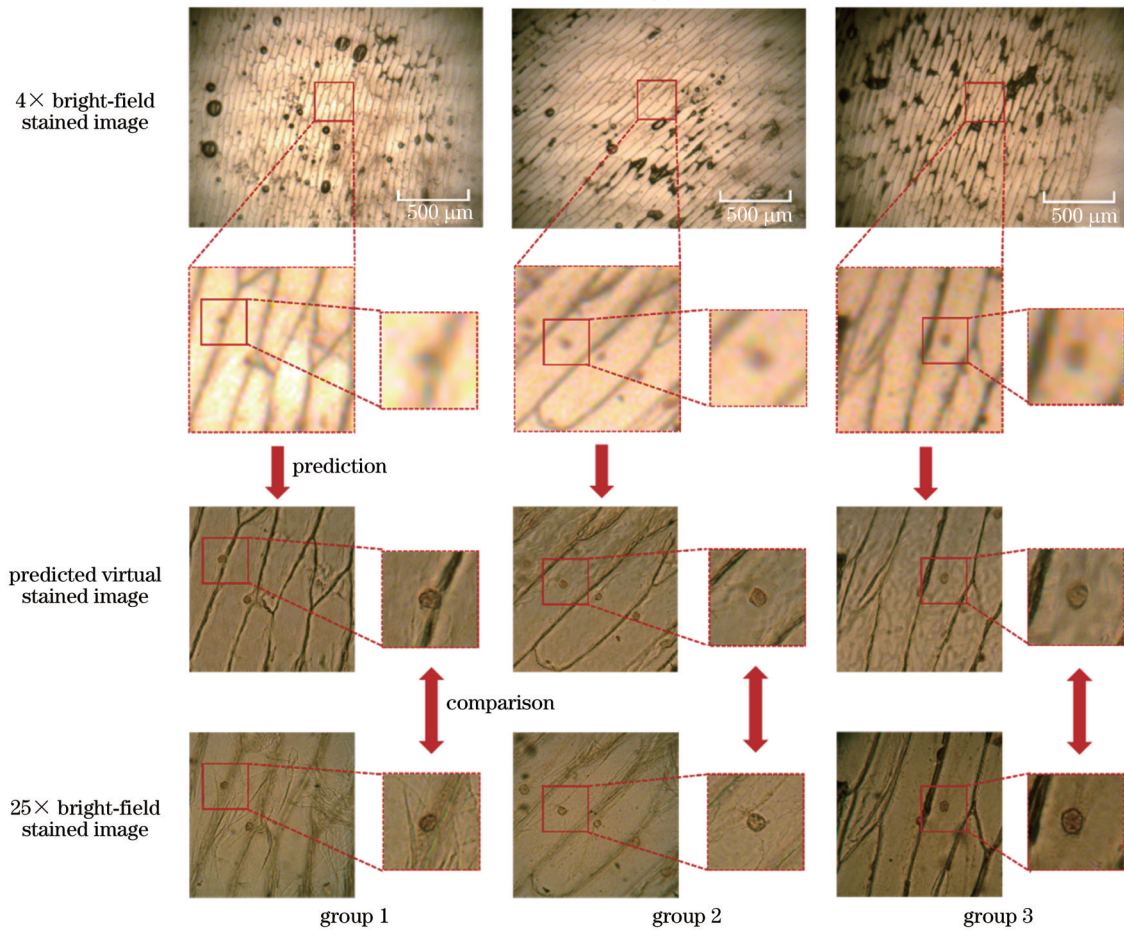 4× bright-field
stained image
500 μm
500 μm
500 μm
prediction
predicted virtual
stained image
comparison
25× bright-field
stained image
group 1
group 2
group 3